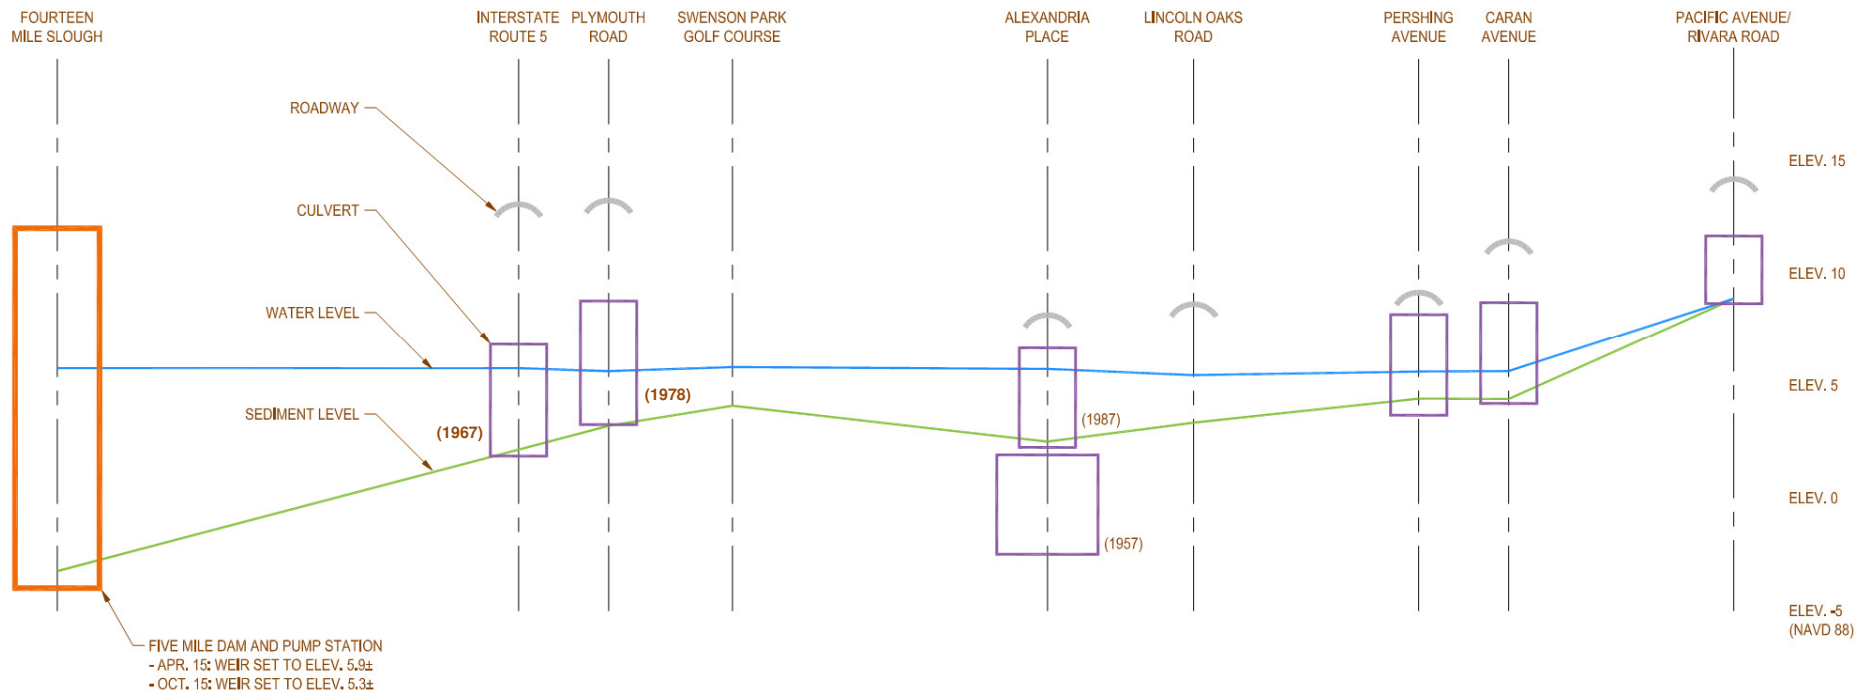 FOURTEEN
MILE SLOUGH
INTERSTATE
ROUTE 5
PLYMOUTH
ROAD
SWENSON PARK
GOLF COURSE
ALEXANDRIA
PLACE
LINCOLN OAKS
ROAD
PERSHING
AVENUE
CARAN
AVENUE
PACIFIC AVENUE/
RIVARA ROAD
ROADWAY
ELEV. 15
CULVERT
ELEV. 10
WATER LEVEL
ELEV. 5
(1978)
SEDIMENT LEVEL
(1987)
(1967)
ELEV. 0
(1957)
ELEV. -5
(NAVD 88)
FIVE MILE DAM AND PUMP STATION
- APR. 15: WEIR SET TO ELEV. 5.9±
- OCT. 15: WEIR SET TO ELEV. 5.3±